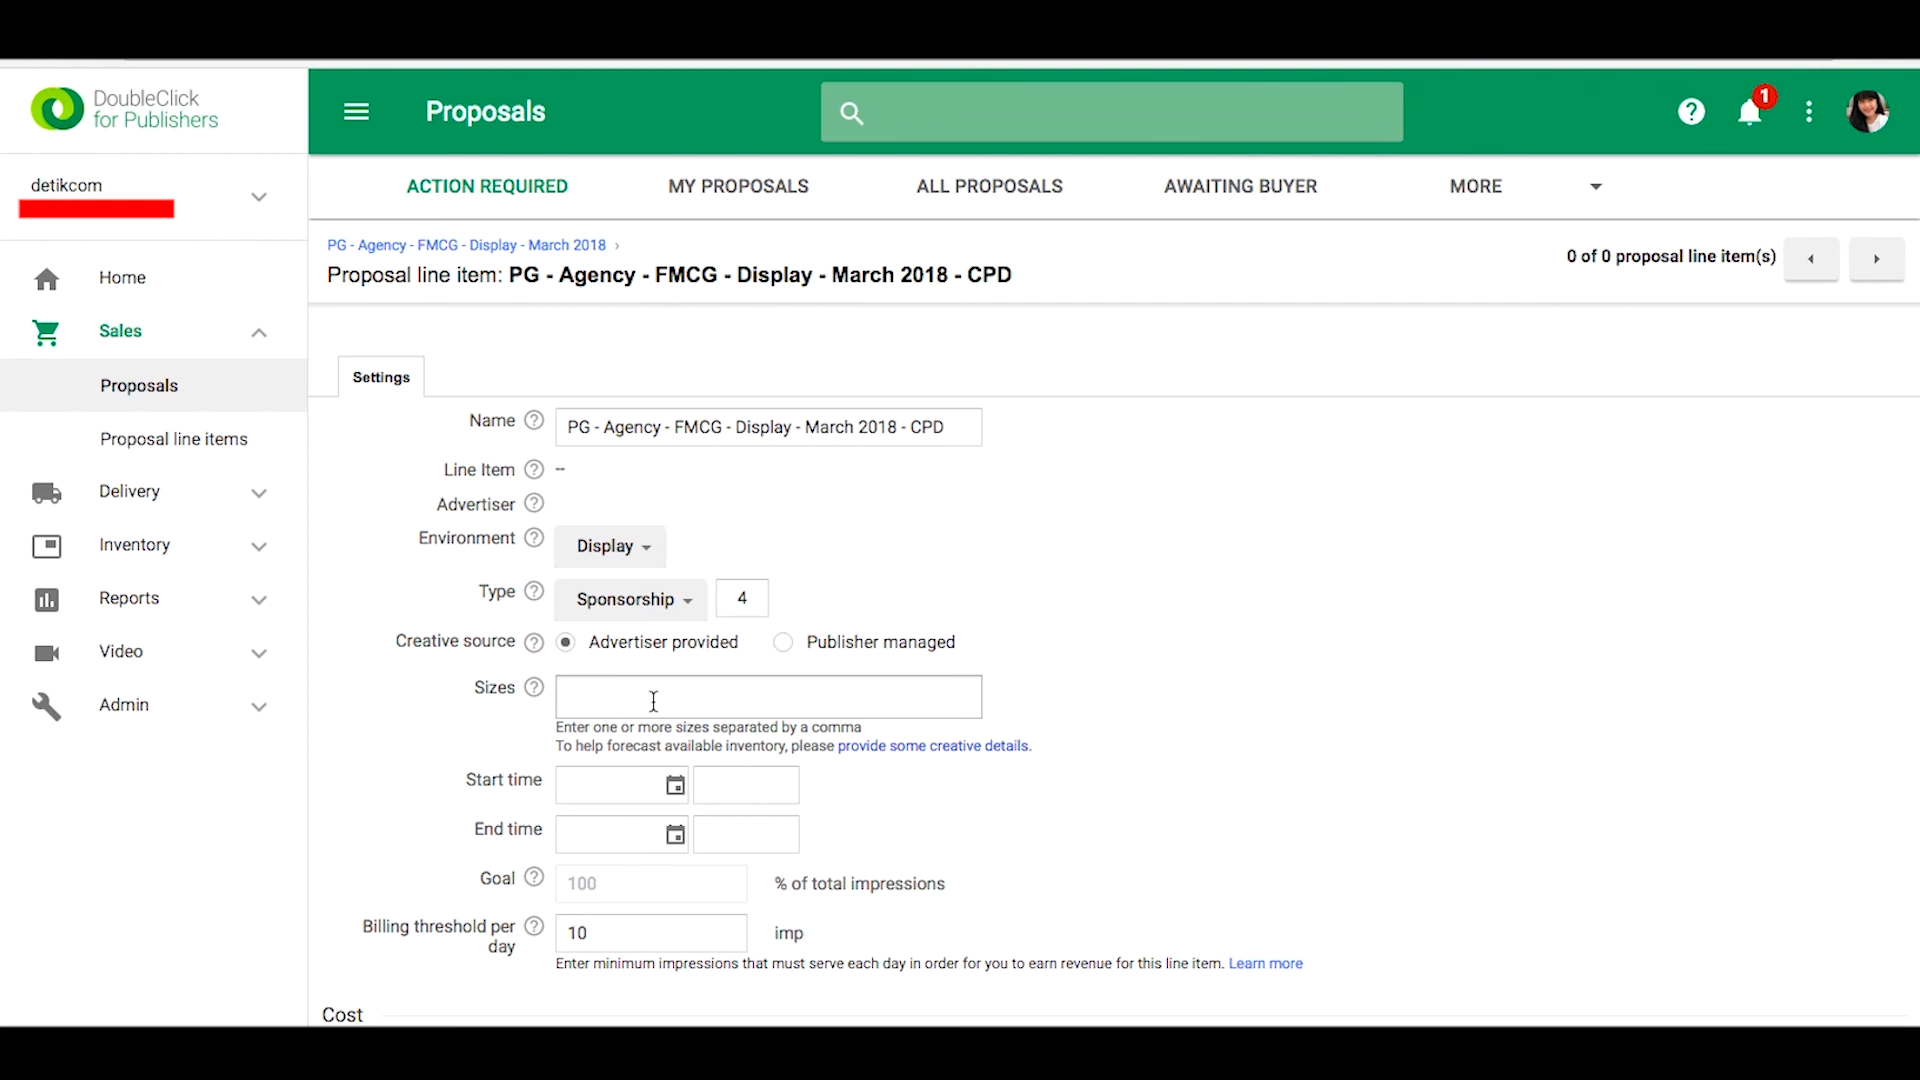 DoubleClick
for Publishers
Proposals
1
detikcom
ACTION REQUIRED
MY PROPOSALS
ALL PROPOSALS
AWAITING BUYER
MORE
PG - Agency - FMCG - Display - March 2018 ›
Proposal line item: PG - Agency - FMCG - Display - March 2018 - CPD
0 of 0 proposal line item(s)
Home
Sales
Proposals
Proposal line items
Delivery
Inventory
Reports
Video
Admin
Settings
Name ? PG - Agency - FMCG - Display - March 2018 - CPD
Line Item ? --
Advertiser ?
Environment ? Display
Type ? Sponsorship 4
Creative source ? Advertiser provided Publisher managed
Sizes ?
Enter one or more sizes separated by a comma
To help forecast available inventory, please provide some creative details.
Start time
End time
Goal ? 100 % of total impressions
Billing threshold per day ? 10 imp
Enter minimum impressions that must serve each day in order for you to earn revenue for this line item. Learn more
Cost